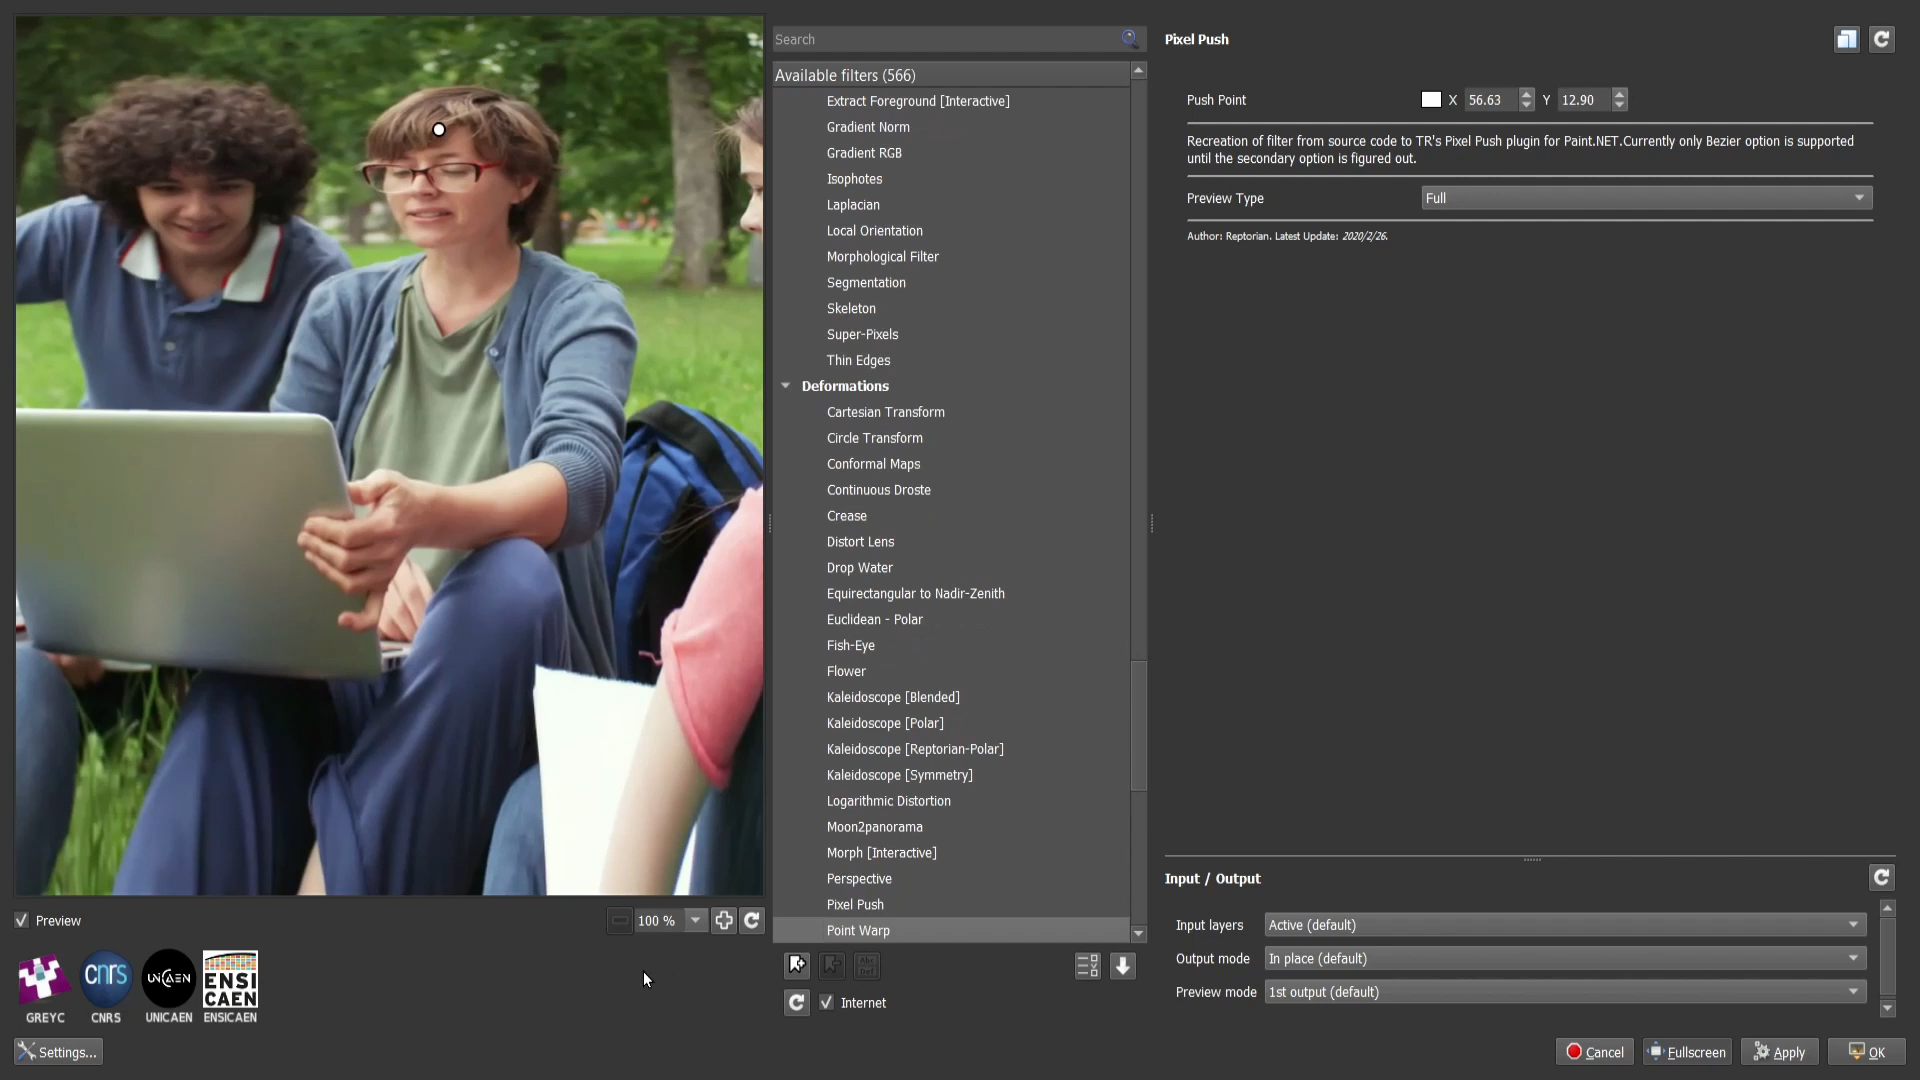 Search
Available filters (566)
Extract Foreground [Interactive]
Gradient Norm
Gradient RGB
Isophotes
Laplacian
Local Orientation
Morphological Filter
Segmentation
Skeleton
Super-Pixels
Thin Edges
Deformations
Cartesian Transform
Circle Transform
Conformal Maps
Continuous Droste
Crease
Distort Lens
Drop Water
Equirectangular to Nadir-Zenith
Euclidean - Polar
Fish-Eye
Flower
Kaleidoscope [Blended]
Kaleidoscope [Polar]
Kaleidoscope [Reptorian-Polar]
Kaleidoscope [Symmetry]
Logarithmic Distortion
Moon2panorama
Morph [Interactive]
Perspective
Pixel Push
Point Warp
Internet
Preview
100 %
cnrs
UNICAEN
ENSI
CAEN
GREYC
CNRS
UNICAEN
ENSICAEN
Settings...
Pixel Push
Push Point X 56.63 Y 12.90
Recreation of filter from source code to TR's Pixel Push plugin for Paint.NET.Currently only Bezier option is supported
until the secondary option is figured out.
Preview Type Full
Author: Reptorian. Latest Update: 2020/2/26.
Input / Output
Input layers Active (default)
Output mode In place (default)
Preview mode 1st output (default)
Cancel
Fullscreen
Apply
OK